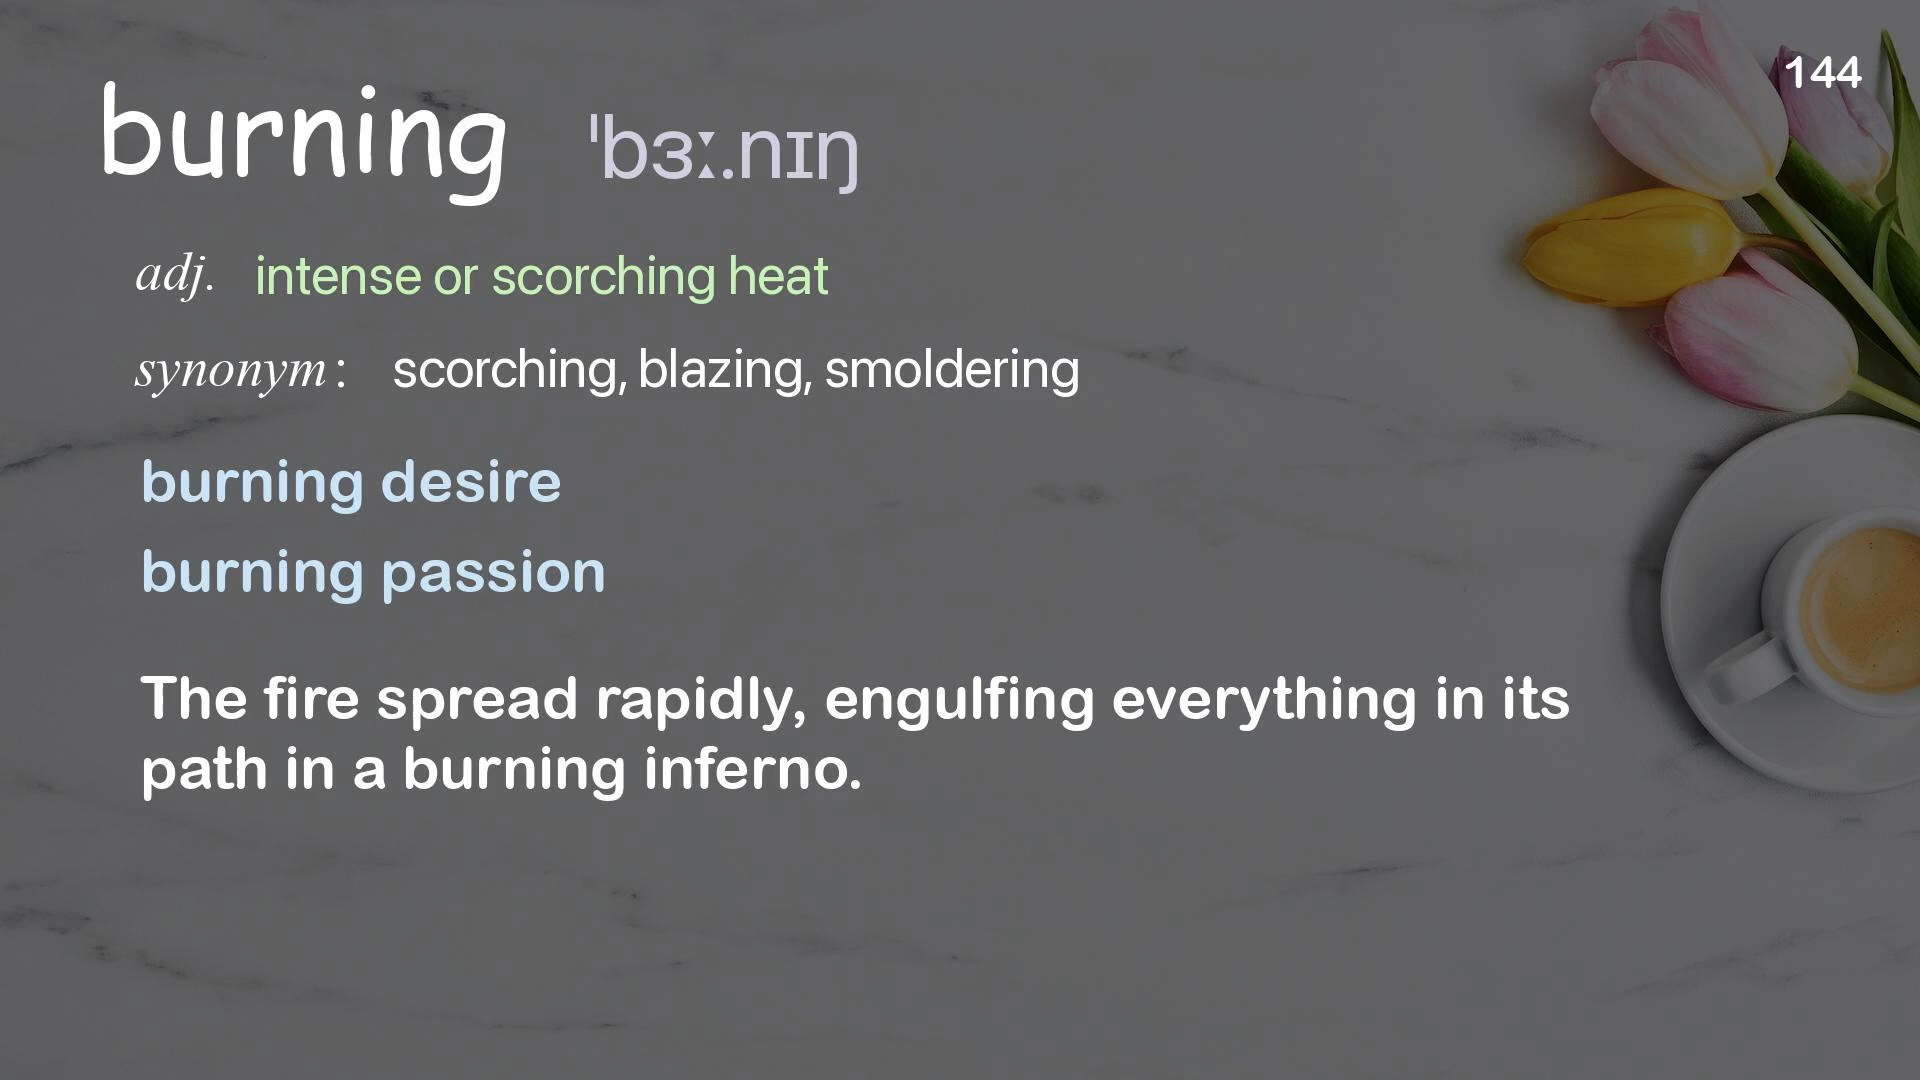 144
burning ˈbɜː.nɪŋ
adj. intense or scorching heat
synonym: scorching, blazing, smoldering
burning desire
burning passion
The fire spread rapidly, engulfing everything in its
path in a burning inferno.